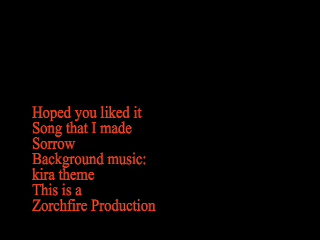 Hoped you liked it
Song that I made
Sorrow
Background music:
kira theme
This is a
Zorchfire Production